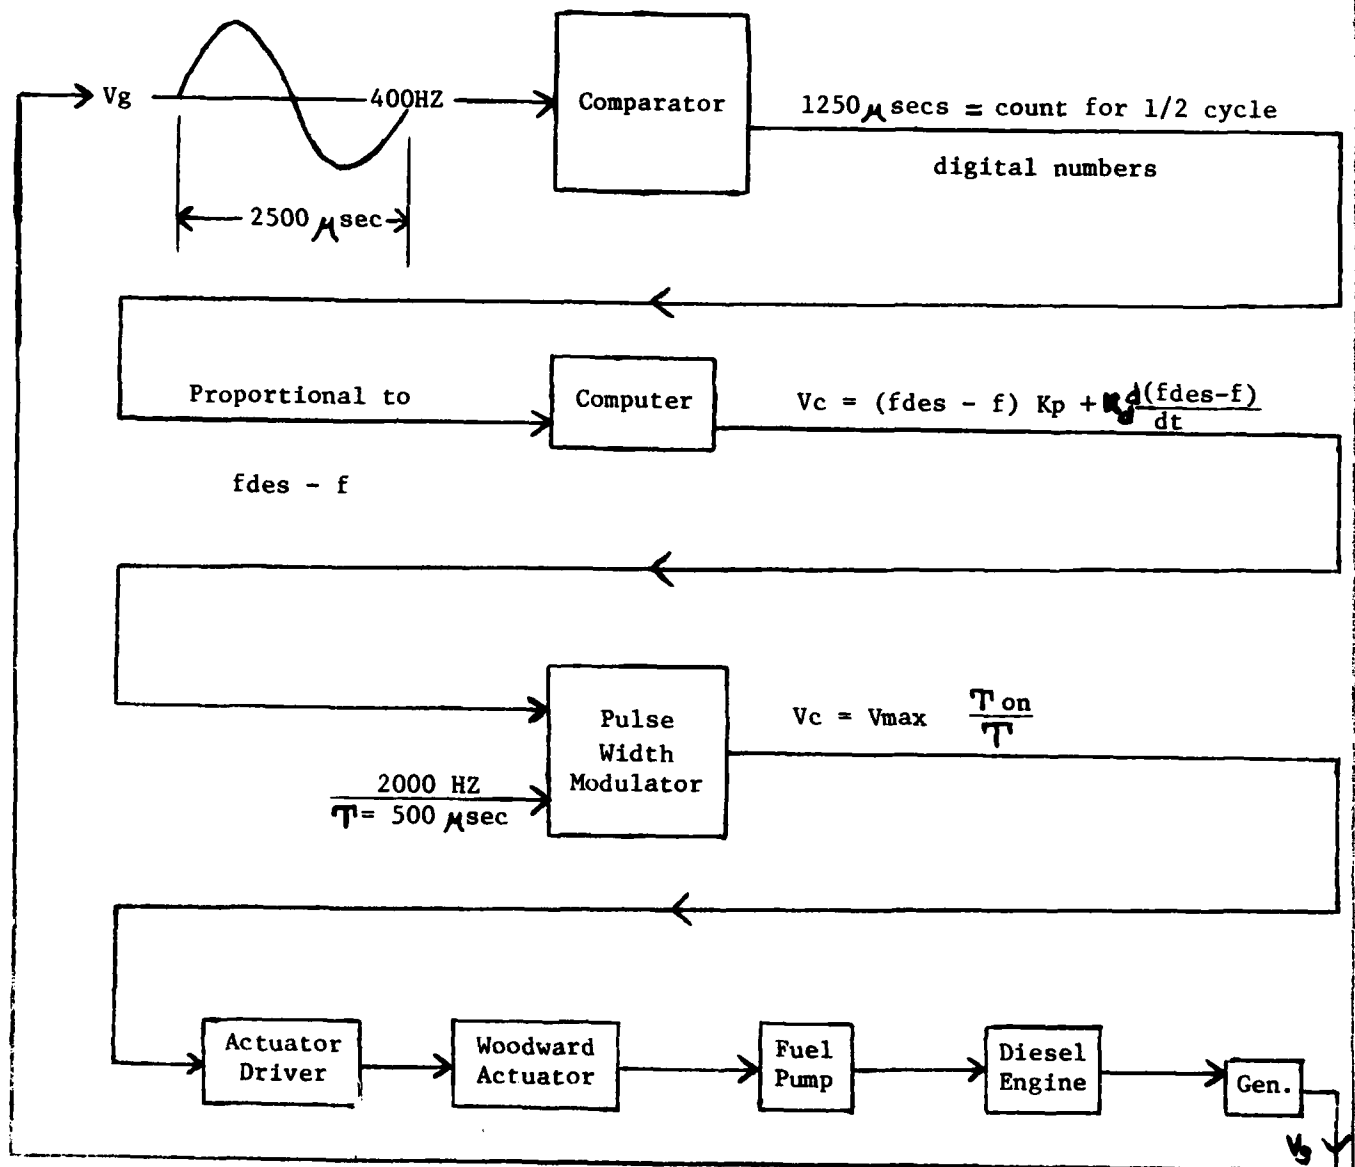 Vg
400HZ
Comparator
1250 μ secs = count for 1/2 cycle
digital numbers
2500 μsec
Proportional to
fdes - f
Computer
Vc = (fdes - f) Kp + Kd d(fdes-f)
dt
Pulse
Width
Modulator
2000 HZ
T= 500 μsec
Vc = Vmax T on
T
Actuator
Driver
Woodward
Actuator
Fuel
Pump
Diesel
Engine
Gen.
Vg